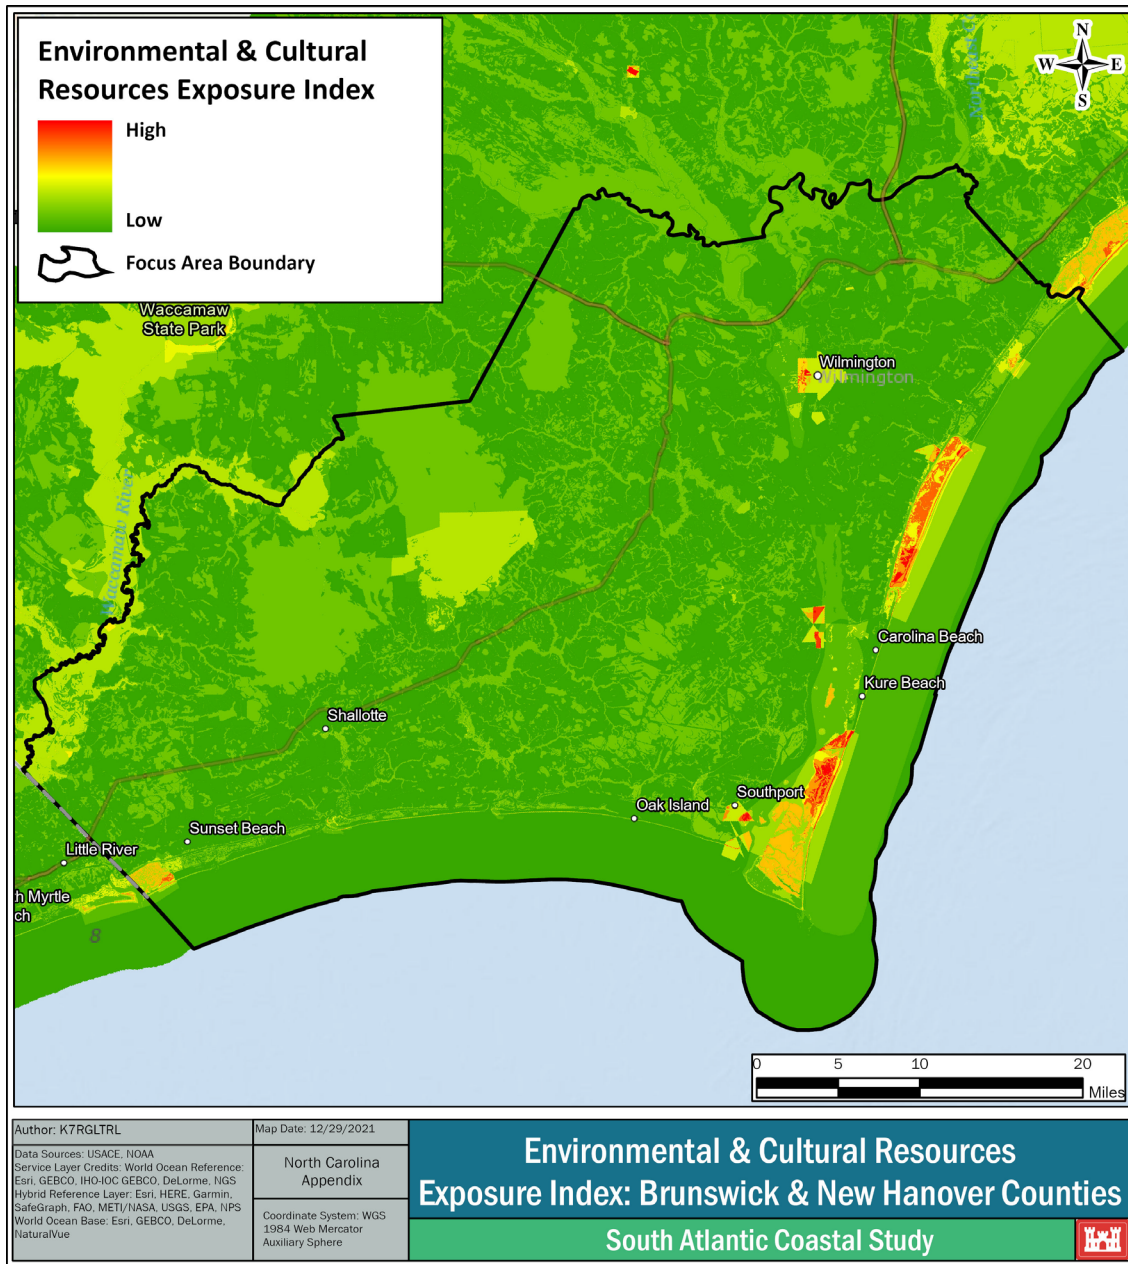 Environmental & Cultural
Resources Exposure Index
High
Low
Focus Area Boundary
N
W E
S
Waccamaw
State Park
Waccamaw River
Northeast
Wilmington
Wilmington
Carolina Beach
Kure Beach
Shallotte
Southport
Oak Island
Sunset Beach
Little River
th Myrtle
ch
8
0 5 10 20
Miles
Author: K7RGLTRL
Data Sources: USACE, NOAA
Service Layer Credits: World Ocean Reference:
Esri, GEBCO, IHO-IOC GEBCO, DeLorme, NGS
Hybrid Reference Layer: Esri, HERE, Garmin,
SafeGraph, FAO, METI/NASA, USGS, EPA, NPS
World Ocean Base: Esri, GEBCO, DeLorme,
NaturalVue
Map Date: 12/29/2021
North Carolina
Appendix
Coordinate System: WGS
1984 Web Mercator
Auxiliary Sphere
Environmental & Cultural Resources
Exposure Index: Brunswick & New Hanover Counties
South Atlantic Coastal Study